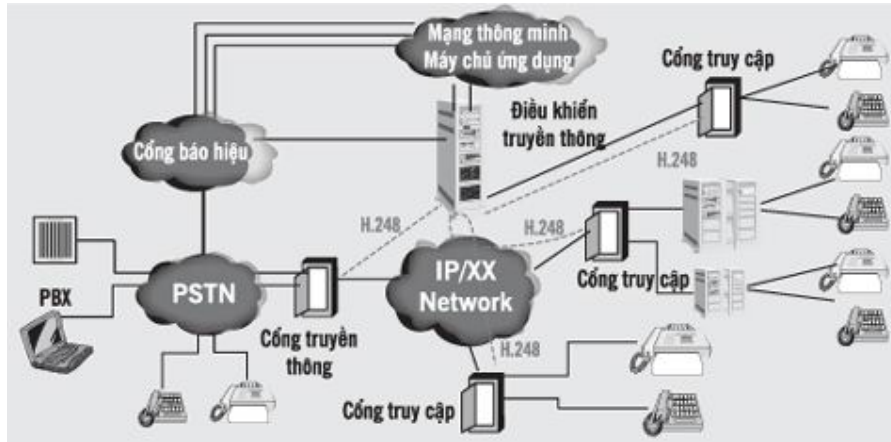 Mạng thông minh
Máy chủ ứng dụng
Cổng truy cập
Điều khiển
truyền thông
Cổng báo hiệu
H.248
H.248
H.248
PBX
PSTN
IP/XX
Network
Cổng truy cập
Cổng truyền
thông
H.248
Cổng truy cập